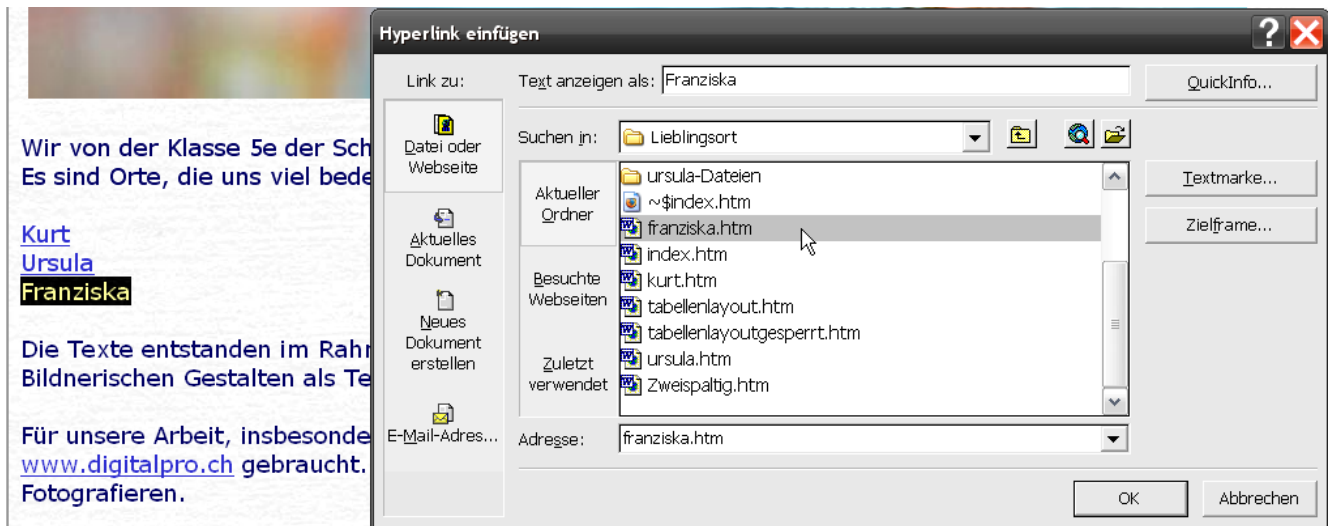 Wir von der Klasse 5e der Sch
Es sind Orte, die uns viel bede
Kurt
Ursula
Franziska
Die Texte entstanden im Rahr
Bildnerischen Gestalten als Te
Für unsere Arbeit, insbesonde
www.digitalpro.ch gebraucht.
Fotografieren.
Hyperlink einfügen
Link zu:
Text anzeigen als: Franziska
QuickInfo...
Datei oder
Webseite
Aktuelles
Dokument
Neues
Dokument
erstellen
E-Mail-Adres...
Suchen in: Lieblingsort
Aktueller
Ordner
Besuchte
Webseiten
Zuletzt
verwendet
ursula-Dateien
~$index.htm
franziska.htm
index.htm
kurt.htm
tabellenlayout.htm
tabellenlayoutgesperrt.htm
ursula.htm
Zweispaltig.htm
Textmarke...
Zielframe...
Adresse: franziska.htm
OK
Abbrechen